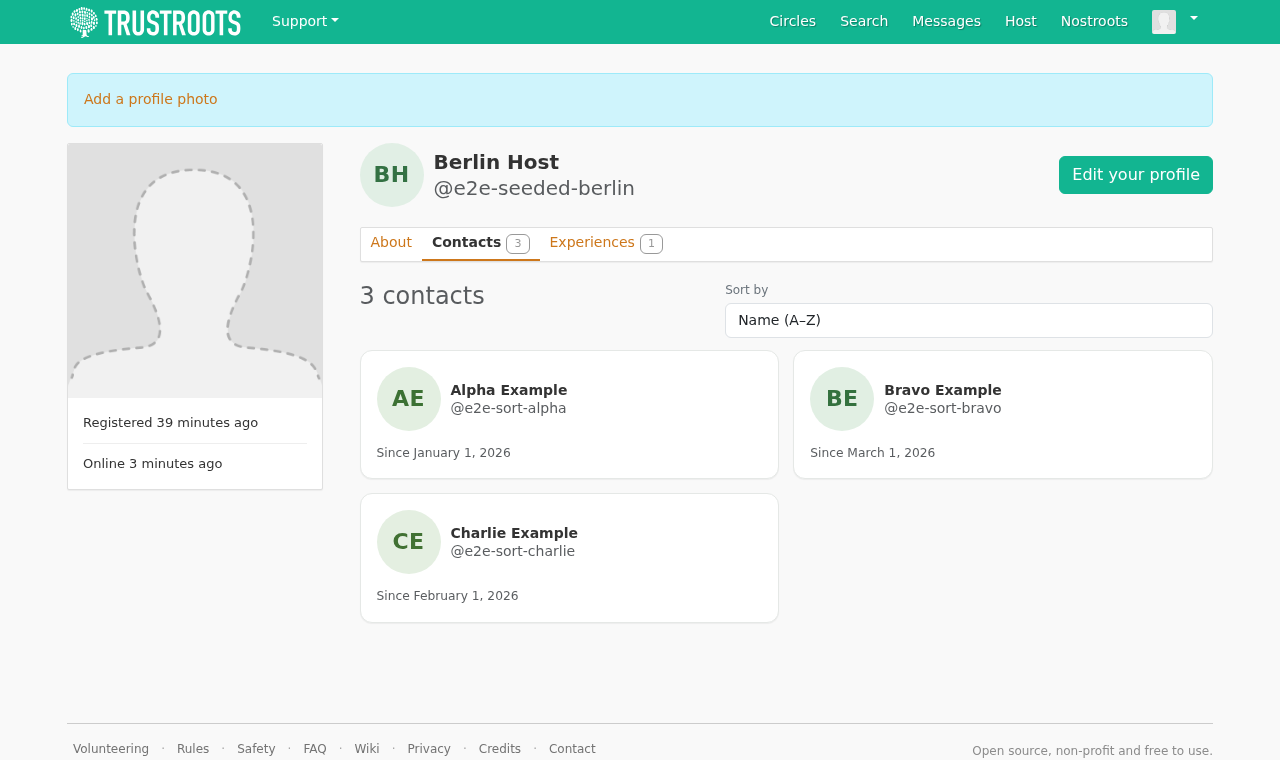 TRUSTROOTS
Support
Circles
Search
Messages
Host
Nostroots
Add a profile photo
BH
Berlin Host
@e2e-seeded-berlin
Edit your profile
About
Contacts 3
Experiences 1
Registered 39 minutes ago
Online 3 minutes ago
3 contacts
Sort by
Name (A–Z)
AE
Alpha Example
@e2e-sort-alpha
Since January 1, 2026
BE
Bravo Example
@e2e-sort-bravo
Since March 1, 2026
CE
Charlie Example
@e2e-sort-charlie
Since February 1, 2026
Volunteering · Rules · Safety · FAQ · Wiki · Privacy · Credits · Contact
Open source, non-profit and free to use.